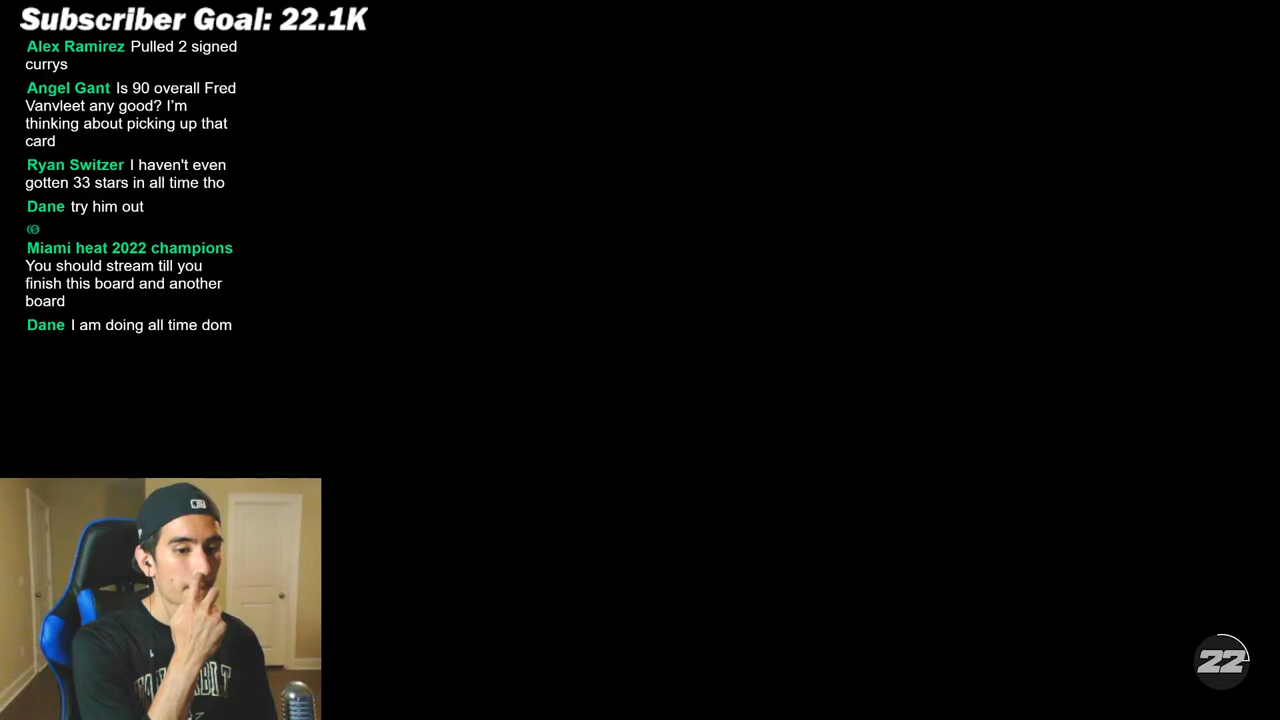 Subscriber Goal: 22.1K
Alex Ramirez Pulled 2 signed
currys
Angel Gant Is 90 overall Fred
Vanvleet any good? I'm
thinking about picking up that
card
Ryan Switzer I haven't even
gotten 33 stars in all time tho
Dane try him out
Miami heat 2022 champions
You should stream till you
finish this board and another
board
Dane I am doing all time dom
22